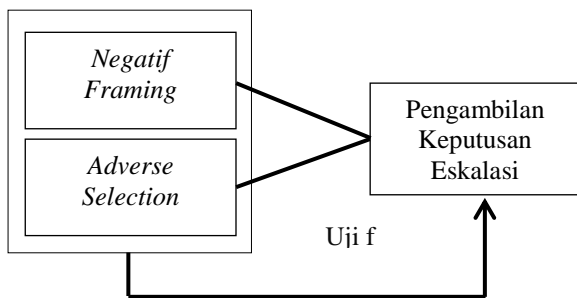 Negatif
Framing
Adverse
Selection
Pengambilan
Keputusan
Eskalasi
Uji f